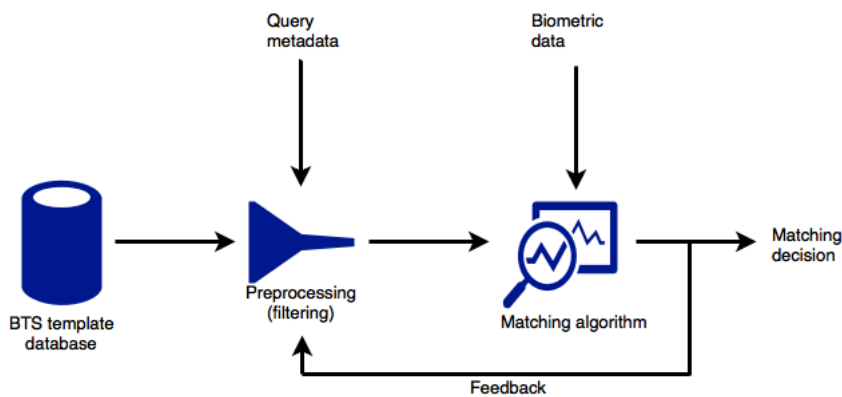 Query
metadata
Biometric
data
Matching
decision
Preprocessing
(filtering)
BTS template
database
Matching algorithm
Feedback